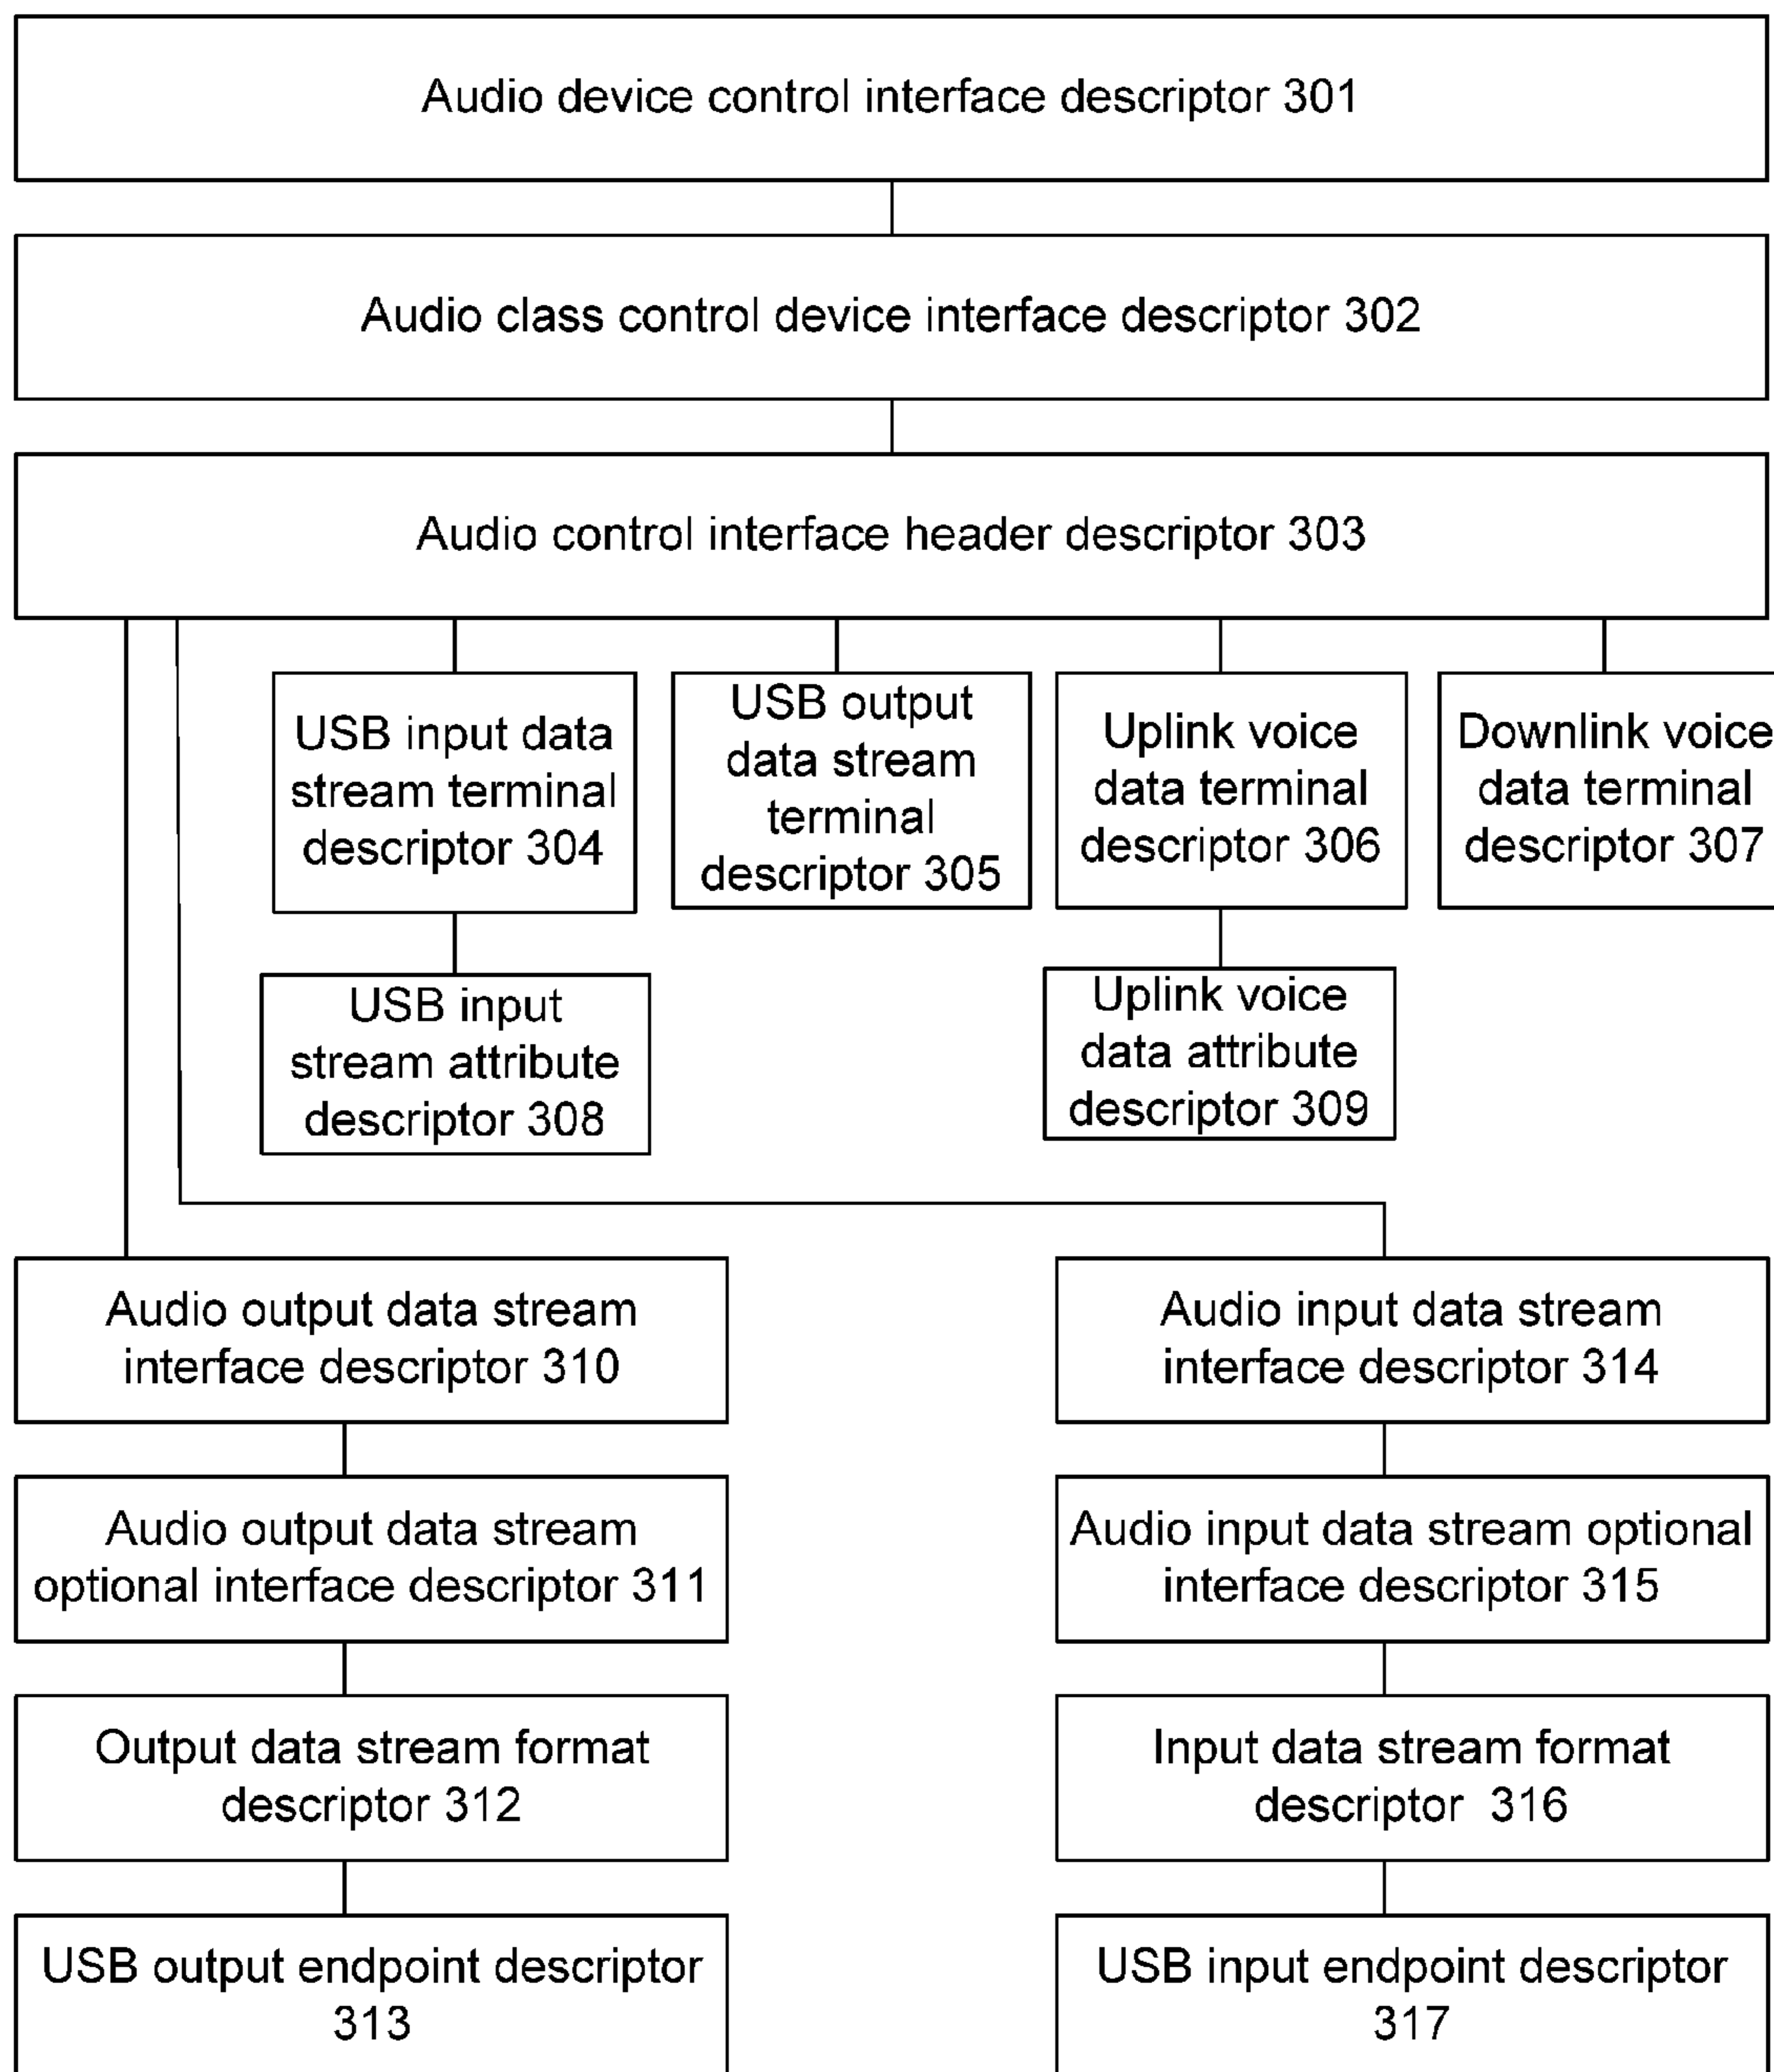 Audio device control interface descriptor 301
Audio class control device interface descriptor 302
Audio control interface header descriptor 303
USB input data
stream terminal
descriptor 304
USB output
data stream
terminal
descriptor 305
Uplink voice
data terminal
descriptor 306
Downlink voice
data terminal
descriptor 307
USB input
stream attribute
descriptor 308
Uplink voice
data attribute
descriptor 309
Audio output data stream
interface descriptor 310
Audio input data stream
interface descriptor 314
Audio output data stream
optional interface descriptor 311
Audio input data stream optional
interface descriptor 315
Output data stream format
descriptor 312
Input data stream format
descriptor 316
USB output endpoint descriptor
313
USB input endpoint descriptor
317